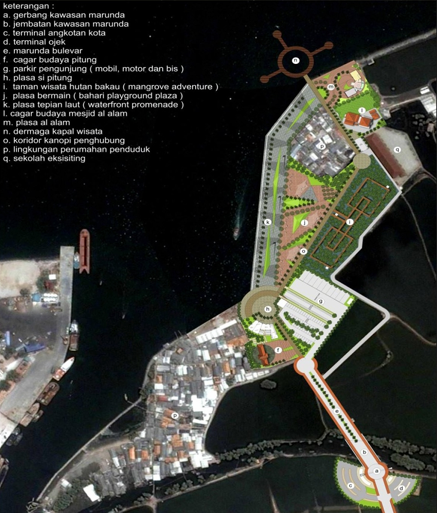 keterangan :
a. gerbang kawasan marunda
b. jembatan kawasan marunda
c. terminal angkotan kota
d. terminal ojek
e. marunda bulevar
f. cagar budaya pitung
g. parkir pengunjong ( mobil, motor dan bis )
h. plasa si pitung
i. taman wisata hutan bakau ( mangrove adventure )
j. plasa bermain ( bahari playground plaza )
k. plasa tepian laut ( waterfront promenade )
l. cagar budaya mesjid al alam
m. plasa al alam
n. dermaga kapal wisata
o. koridor kanopi penghubung
p. lingkungan perumahan penduduk
q. sekolah eksisiting
n
m
l
p
q
k
i
j
o
h
g
f
p
e
b
a
c
d